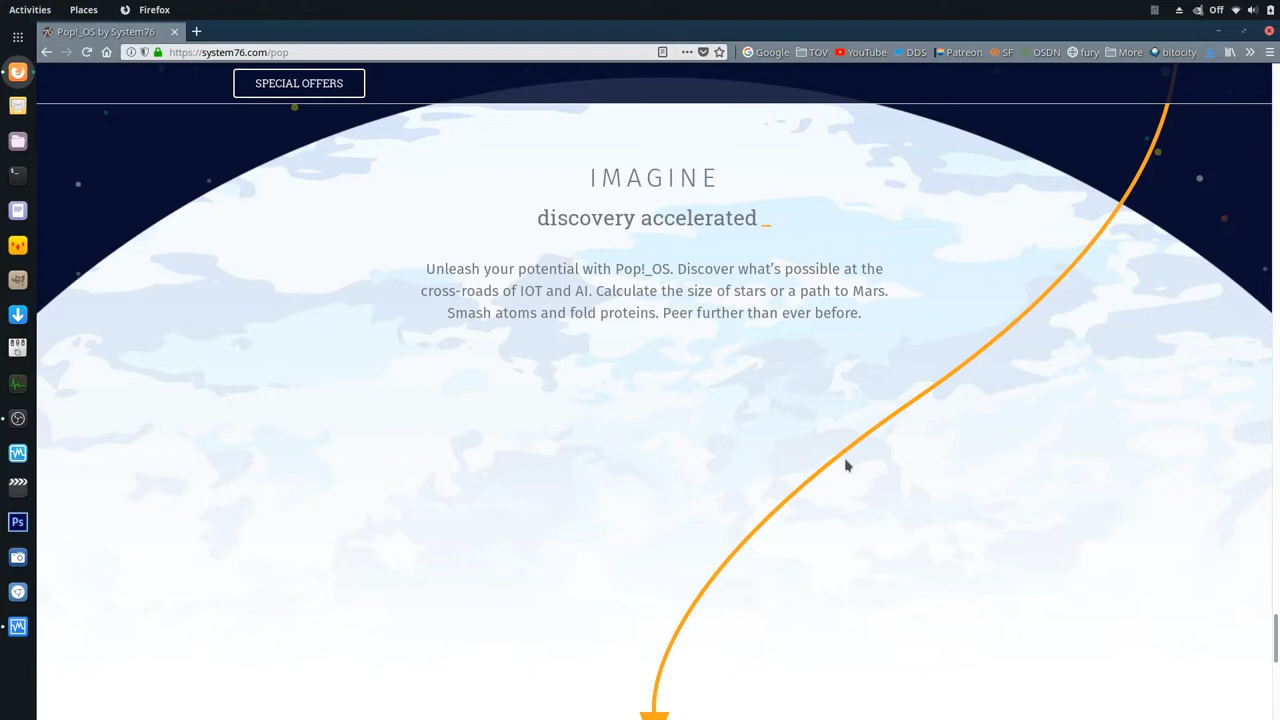 Activities Places Firefox Off
Pop!_OS by System76
https://system76.com/pop Google TOV YouTube DDS Patreon SF OSDN fury More bitocity
SPECIAL OFFERS
IMAGINE
discovery accelerated_
Unleash your potential with Pop!_OS. Discover what's possible at the
cross-roads of IOT and AI. Calculate the size of stars or a path to Mars.
Smash atoms and fold proteins. Peer further than ever before.
Ps